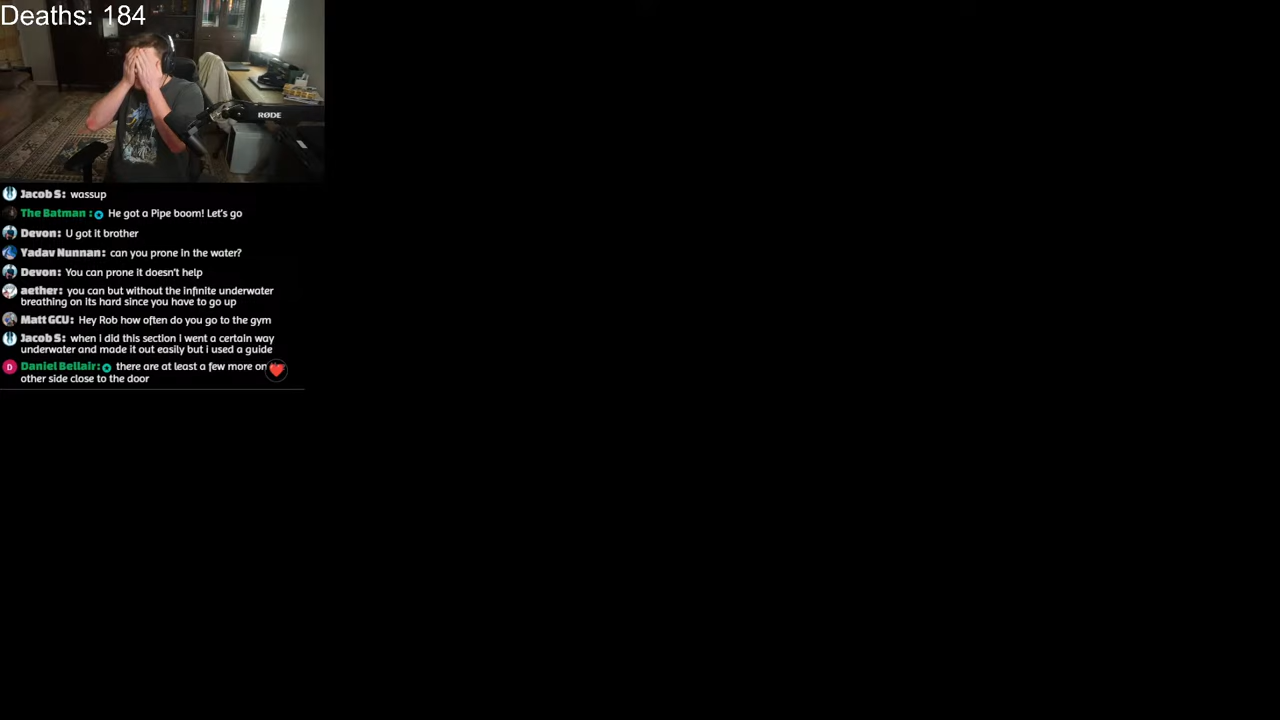 Deaths: 184
RØDE
Jacob S: wassup
The Batman : He got a Pipe boom! Let's go
Devon: U got it brother
Yadav Nunnan: can you prone in the water?
Devon: You can prone it doesn't help
aether: you can but without the infinite underwater
breathing on its hard since you have to go up
Matt GCU: Hey Rob how often do you go to the gym
Jacob S: when i did this section i went a certain way
underwater and made it out easily but i used a guide
D Daniel Bellair: there are at least a few more on
other side close to the door